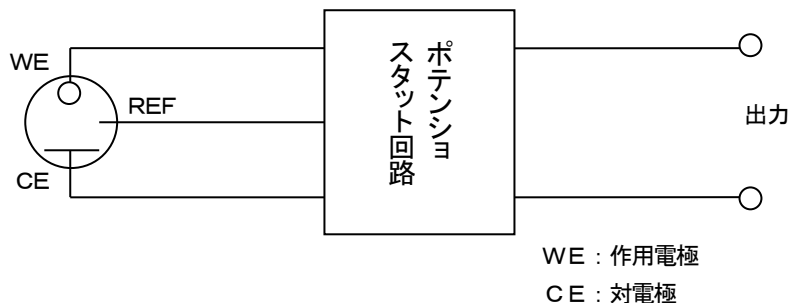 WE
REF
CE
ポテンショ
スタット回路
出力
WE：作用電極
CE：対電極